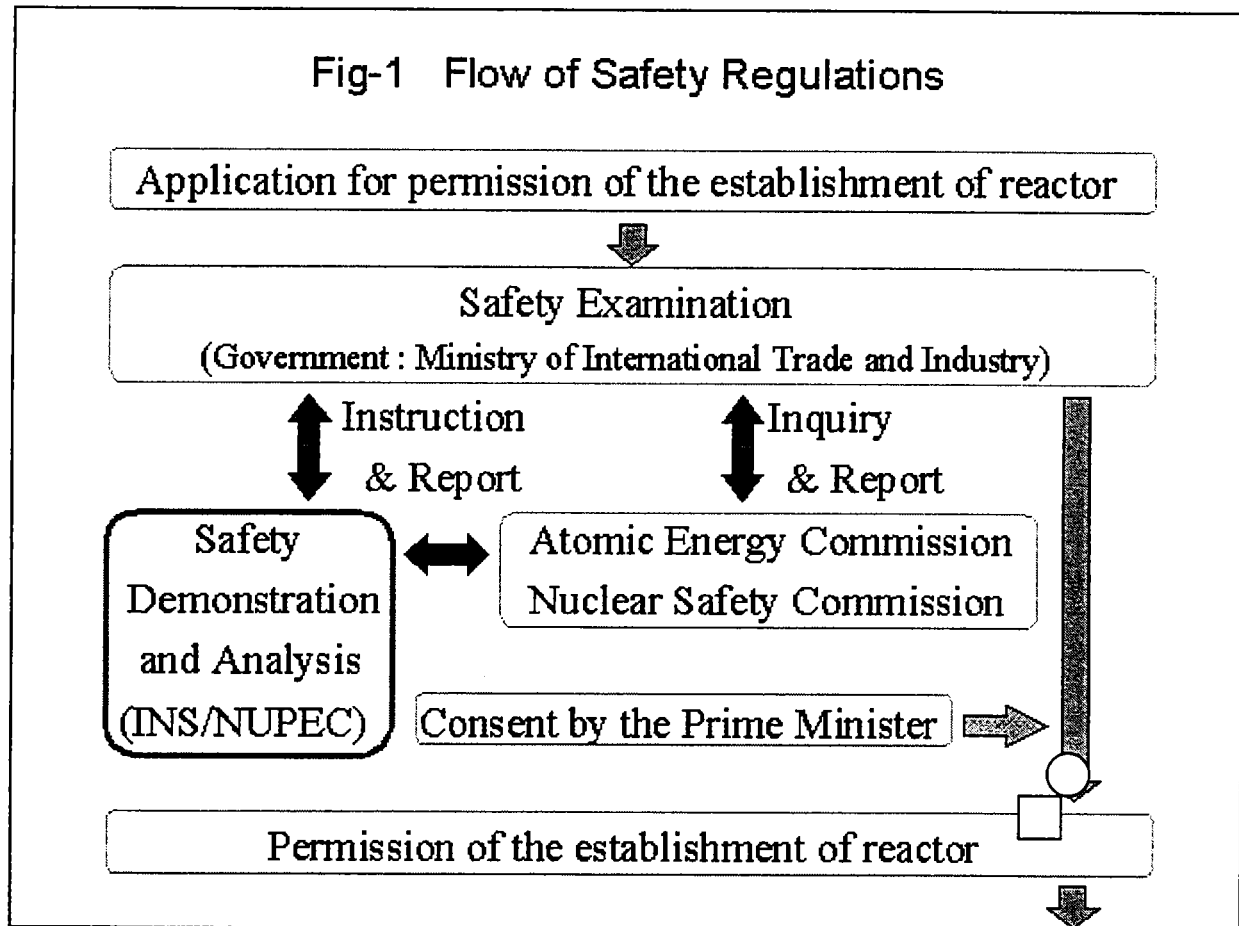 Fig-1 Flow of Safety Regulations
Application for permission of the establishment of reactor
Safety Examination
(Government : Ministry of International Trade and Industry)
Instruction
& Report
Inquiry
& Report
Safety
Demonstration
and Analysis
(INS/NUPEC)
Atomic Energy Commission
Nuclear Safety Commission
Consent by the Prime Minister
Permission of the establishment of reactor